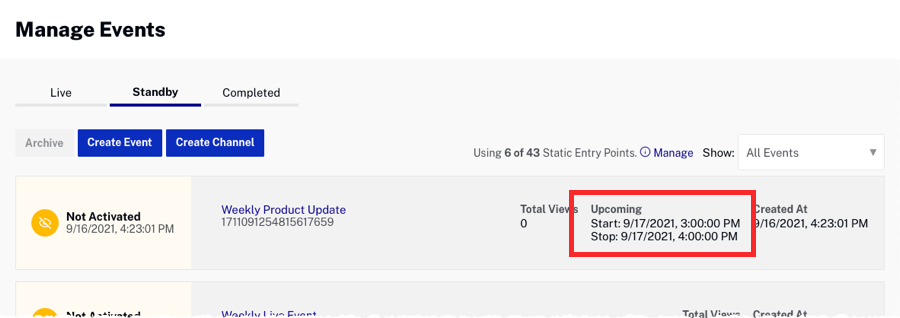 Manage Events
Live Standby Completed
Archive Create Event Create Channel
Using 6 of 43 Static Entry Points. Manage Show: All Events
Not Activated Weekly Product Update Total Views Upcoming Created At
9/16/2021, 4:23:01 PM 1711091254815617659 0 Start: 9/17/2021, 3:00:00 PM 9/16/2021, 4:23:01 PM
Stop: 9/17/2021, 4:00:00 PM
Not Activated Weekly Live Event Total Views Created At